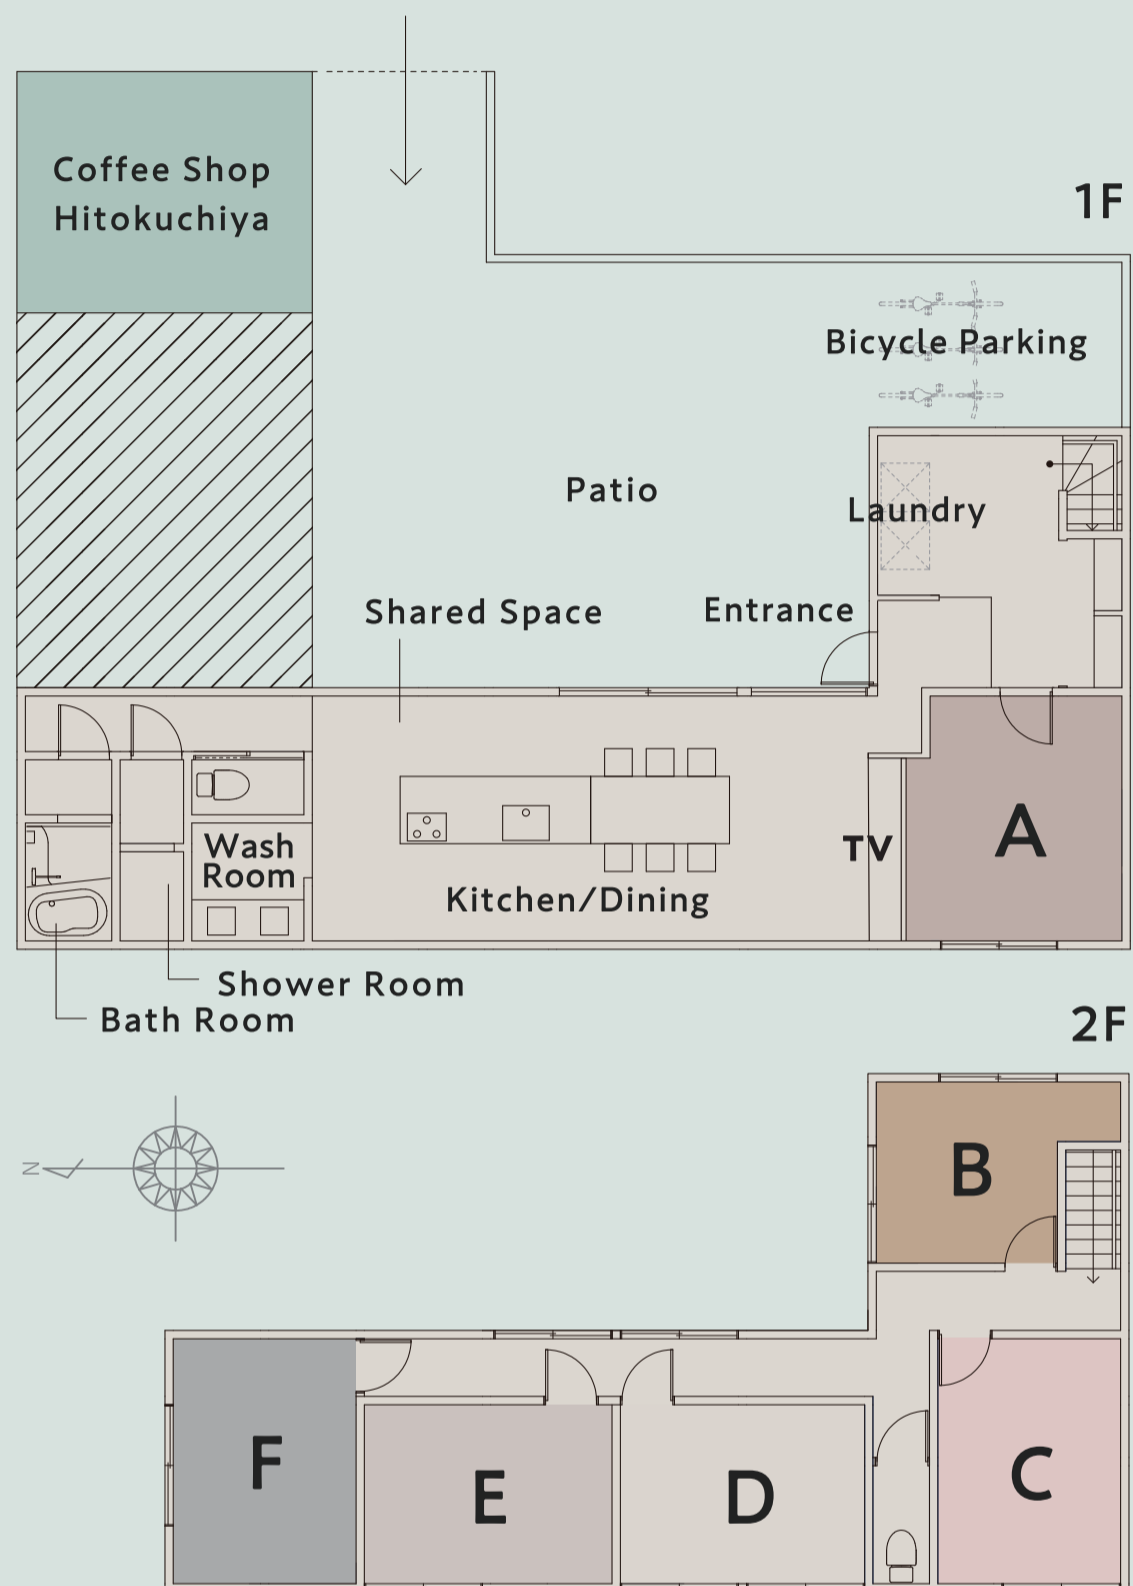 Coffee Shop
Hitokuchiya
1F
Bicycle Parking
Patio
Laundry
Shared Space
Entrance
A
TV
Wash
Room
Kitchen/Dining
Shower Room
Bath Room
2F
N
B
F
E
D
C